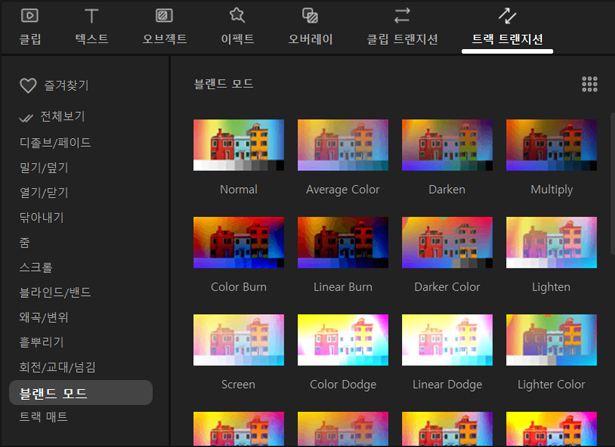 클립 텍스트 오브젝트 이펙트 오버레이 클립 트랜지션 트랙 트랜지션
즐겨찾기
전체보기
디졸브/페이드
밀기/덮기
열기/닫기
닦아내기
줌
스크롤
블라인드/밴드
왜곡/변위
흩뿌리기
회전/교대/넘김
블랜드 모드
트랙 매트
블랜드 모드
Normal Average Color Darken Multiply
Color Burn Linear Burn Darker Color Lighten
Screen Color Dodge Linear Dodge Lighter Color